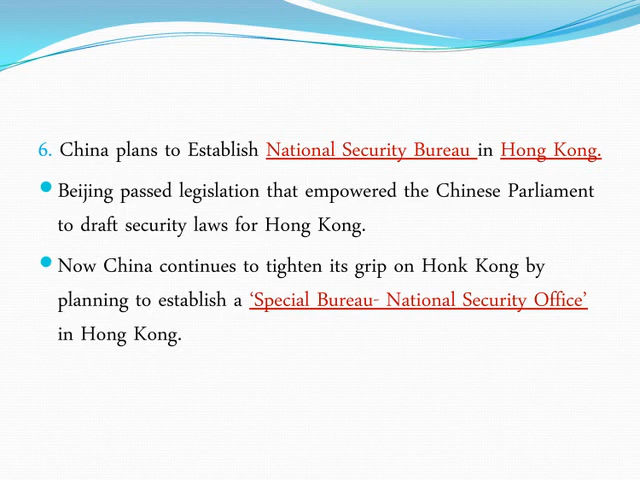 6. China plans to Establish National Security Bureau in Hong Kong.
Beijing passed legislation that empowered the Chinese Parliament
to draft security laws for Hong Kong.
Now China continues to tighten its grip on Honk Kong by
planning to establish a ‘Special Bureau- National Security Office’
in Hong Kong.